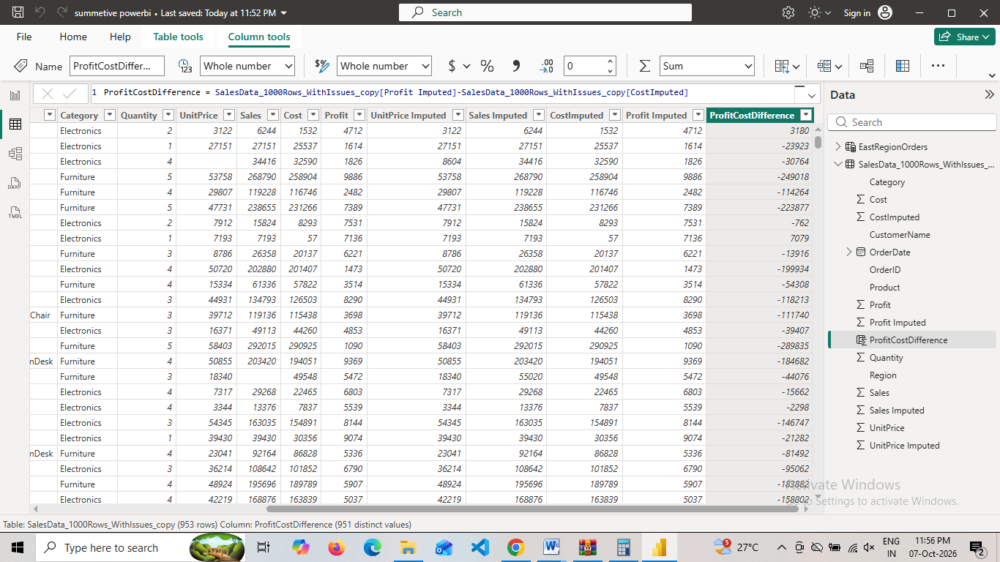 summetive powerbi • Last saved: Today at 11:52 PM
Search
Sign in
File Home Help Table tools Column tools
Share
Name ProfitCostDiffer... Whole number Whole number $ % 0 Sum
1 ProfitCostDifference = SalesData_1000Rows_WithIssues_copy[Profit Imputed]-SalesData_1000Rows_WithIssues_copy[CostImputed]
Category Quantity UnitPrice Sales Cost Profit UnitPrice Imputed Sales Imputed CostImputed Profit Imputed ProfitCostDifference
Electronics 2 3122 6244 1532 4712 3122 6244 1532 4712 3180
Electronics 1 27151 27151 25537 1614 27151 27151 25537 1614 -23923
Electronics 4 34416 32590 1826 8604 34416 32590 1826 -30764
Furniture 5 53758 268790 258904 9886 53758 268790 258904 9886 -249018
Furniture 4 29807 119228 116746 2482 29807 119228 116746 2482 -114264
Furniture 5 47731 238655 231266 7389 47731 238655 231266 7389 -223877
Electronics 2 7912 15824 8293 7531 7912 15824 8293 7531 -762
Electronics 1 7193 7193 57 7136 7193 7193 57 7136 7079
Furniture 3 8786 26358 20137 6221 8786 26358 20137 6221 -13916
Electronics 4 50720 202880 201407 1473 50720 202880 201407 1473 -199934
Furniture 4 15334 61336 57822 3514 15334 61336 57822 3514 -54308
Electronics 3 44931 134793 126503 8290 44931 134793 126503 8290 -118213
Chair Furniture 3 39712 119136 115438 3698 39712 119136 115438 3698 -111740
Electronics 3 16371 49113 44260 4853 16371 49113 44260 4853 -39407
Furniture 5 58403 292015 290925 1090 58403 292015 290925 1090 -289835
nDesk Furniture 4 50855 203420 194051 9369 50855 203420 194051 9369 -184682
Furniture 3 18340 49548 5472 18340 55020 49548 5472 -44076
Electronics 4 7317 29268 22465 6803 7317 29268 22465 6803 -15662
Electronics 4 3344 13376 7837 5539 3344 13376 7837 5539 -2298
Electronics 3 54345 163035 154891 8144 54345 163035 154891 8144 -146747
Electronics 1 39430 39430 30356 9074 39430 39430 30356 9074 -21282
nDesk Furniture 4 23041 92164 86828 5336 23041 92164 86828 5336 -81492
Electronics 3 36214 108642 101852 6790 36214 108642 101852 6790 -95062
Furniture 4 48924 195696 189789 5907 48924 195696 189789 5907 -183882
Electronics 4 42219 168876 163839 5037 42219 168876 163839 5037 -158802
Data
Search
EastRegionOrders
SalesData_1000Rows_WithIssues_...
Category
Cost
CostImputed
CustomerName
OrderDate
OrderID
Product
Profit
Profit Imputed
ProfitCostDifference
Quantity
Region
Sales
Sales Imputed
UnitPrice
UnitPrice Imputed
Activate Windows
Go to Settings to activate Windows.
Table: SalesData_1000Rows_WithIssues_copy (953 rows) Column: ProfitCostDifference (951 distinct values)
Type here to search
5
27°C
ENG
IN
11:56 PM
07-Oct-2026
2